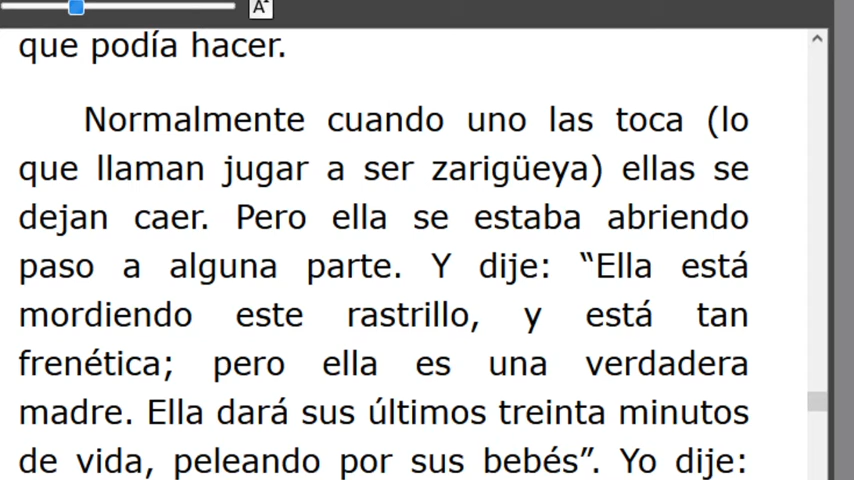 A
que podía hacer.
Normalmente cuando uno las toca (lo
que llaman jugar a ser zarigüeya) ellas se
dejan caer. Pero ella se estaba abriendo
paso a alguna parte. Y dije: “Ella está
mordiendo este rastrillo, y está tan
frenética; pero ella es una verdadera
madre. Ella dará sus últimos treinta minutos
de vida, peleando por sus bebés”. Yo dije: